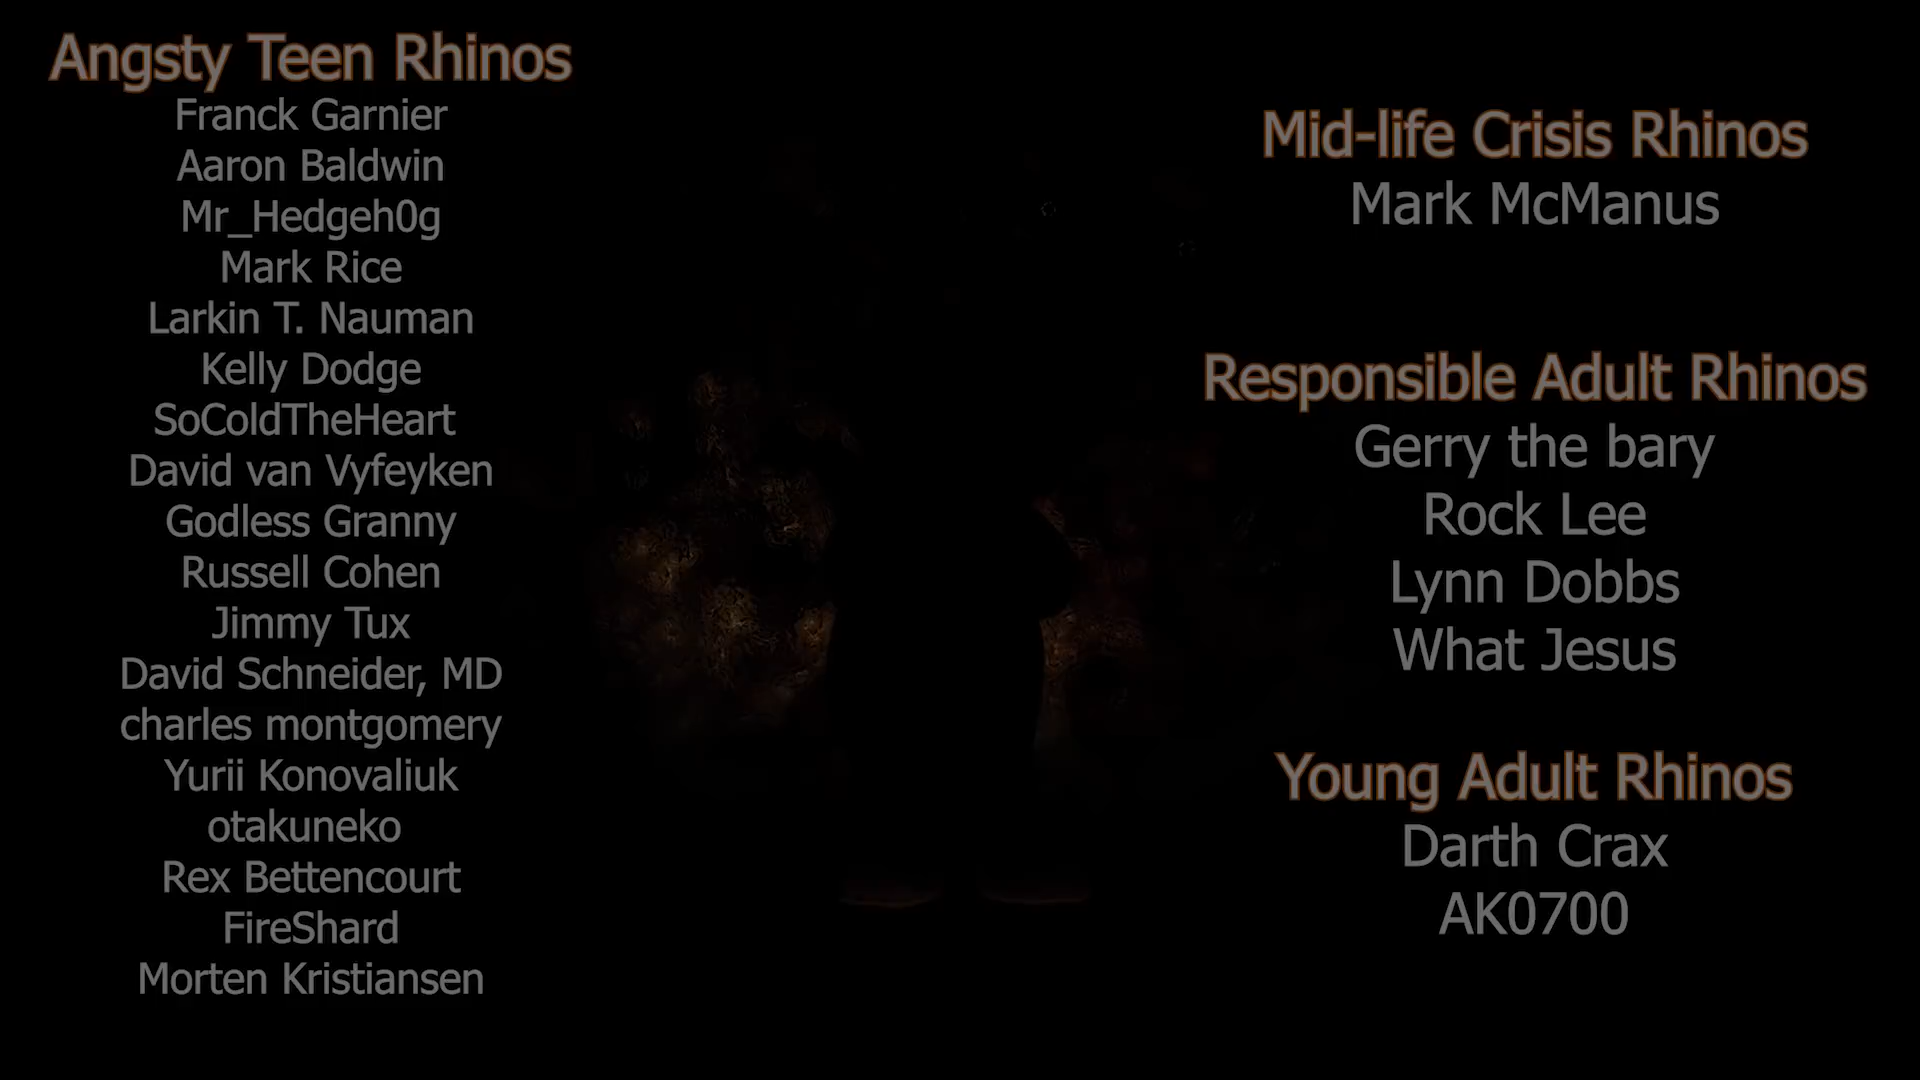 Angsty Teen Rhinos
Franck Garnier
Aaron Baldwin
Mr_Hedgeh0g
Mark Rice
Larkin T. Nauman
Kelly Dodge
SoColdTheHeart
David van Vyfeyken
Godless Granny
Russell Cohen
Jimmy Tux
David Schneider, MD
charles montgomery
Yurii Konovaliuk
otakuneko
Rex Bettencourt
FireShard
Morten Kristiansen
Mid-life Crisis Rhinos
Mark McManus
Responsible Adult Rhinos
Gerry the bary
Rock Lee
Lynn Dobbs
What Jesus
Young Adult Rhinos
Darth Crax
AK0700